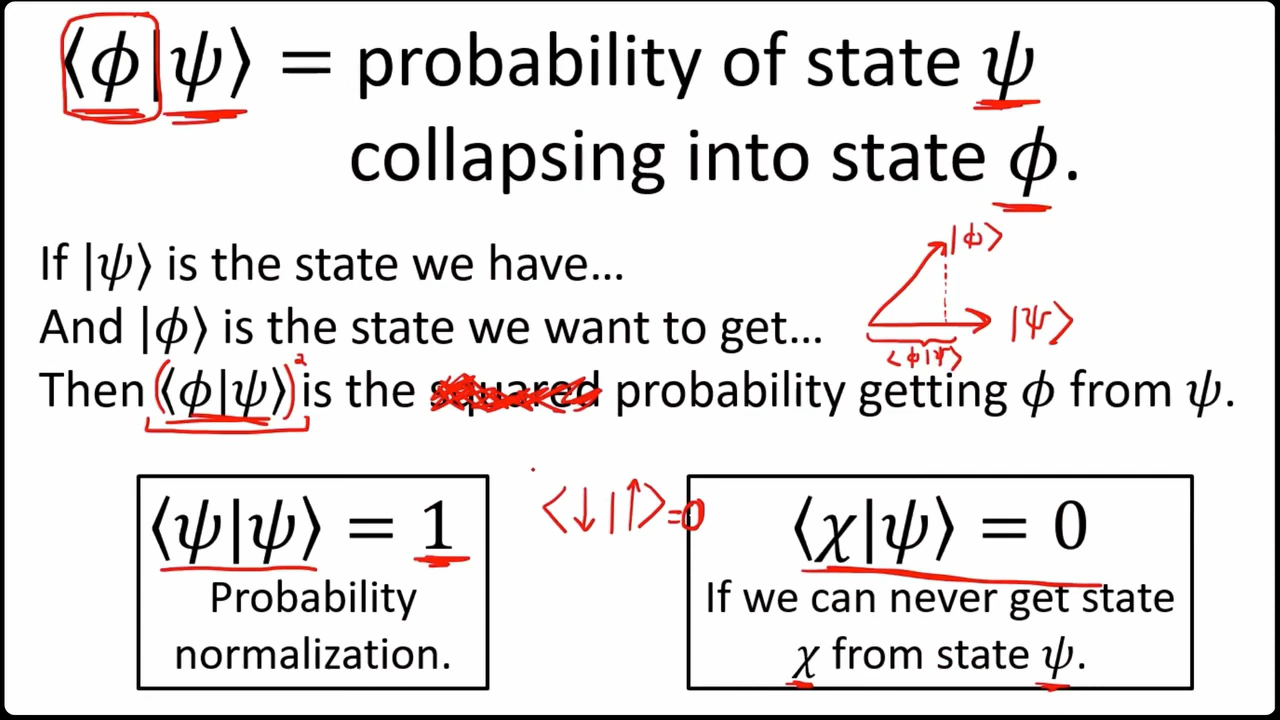 ⟨ϕ|ψ⟩ = probability of state ψ
collapsing into state ϕ.
|ϕ⟩
If |ψ⟩ is the state we have...
And |ϕ⟩ is the state we want to get...
|ψ⟩
⟨ϕ|ψ⟩
Then (⟨ϕ|ψ⟩)² is the squared probability getting ϕ from ψ.
⟨ψ|ψ⟩ = 1
Probability
normalization.
⟨↓|↑⟩=0
⟨χ|ψ⟩ = 0
If we can never get state
χ from state ψ.